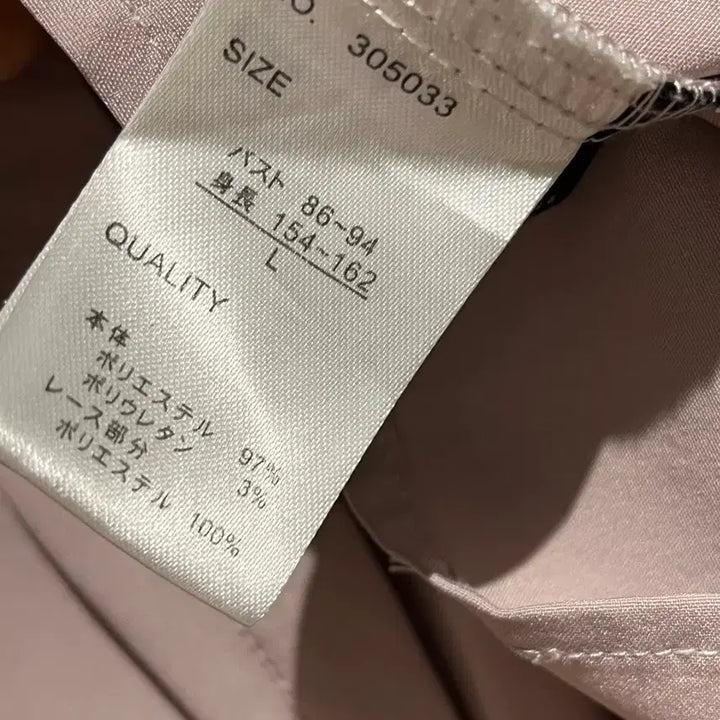 NO. 305033
SIZE
バスト 86~94
身長 154~162
L
QUALITY
本体
ポリエステル 97%
ポリウレタン 3%
レース部分
ポリエステル 100%